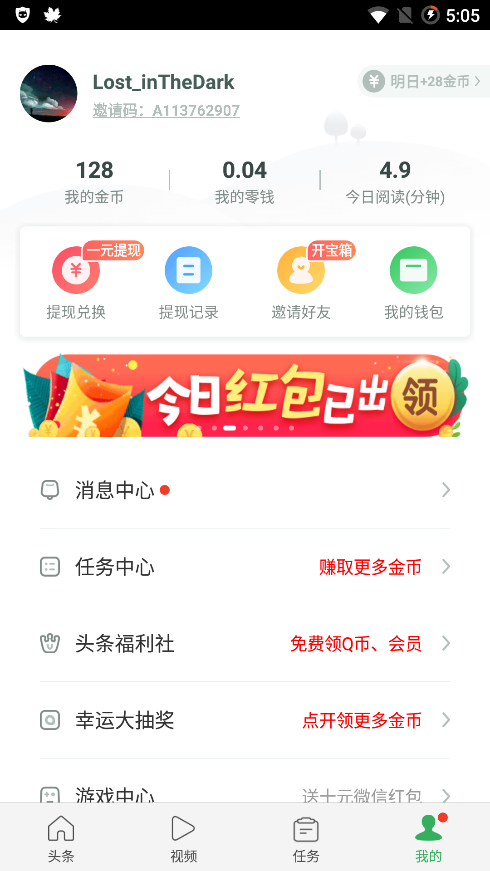 5:05
Lost_inTheDark
明日+28金币
邀请码：A113762907
128
0.04
4.9
我的金币
我的零钱
今日阅读(分钟)
一元提现
开宝箱
提现兑换
提现记录
邀请好友
我的钱包
今日红包已出
领
消息中心
任务中心
赚取更多金币
头条福利社
免费领Q币、会员
幸运大抽奖
点开领更多金币
游戏中心
送十元微信红包
头条
视频
任务
我的